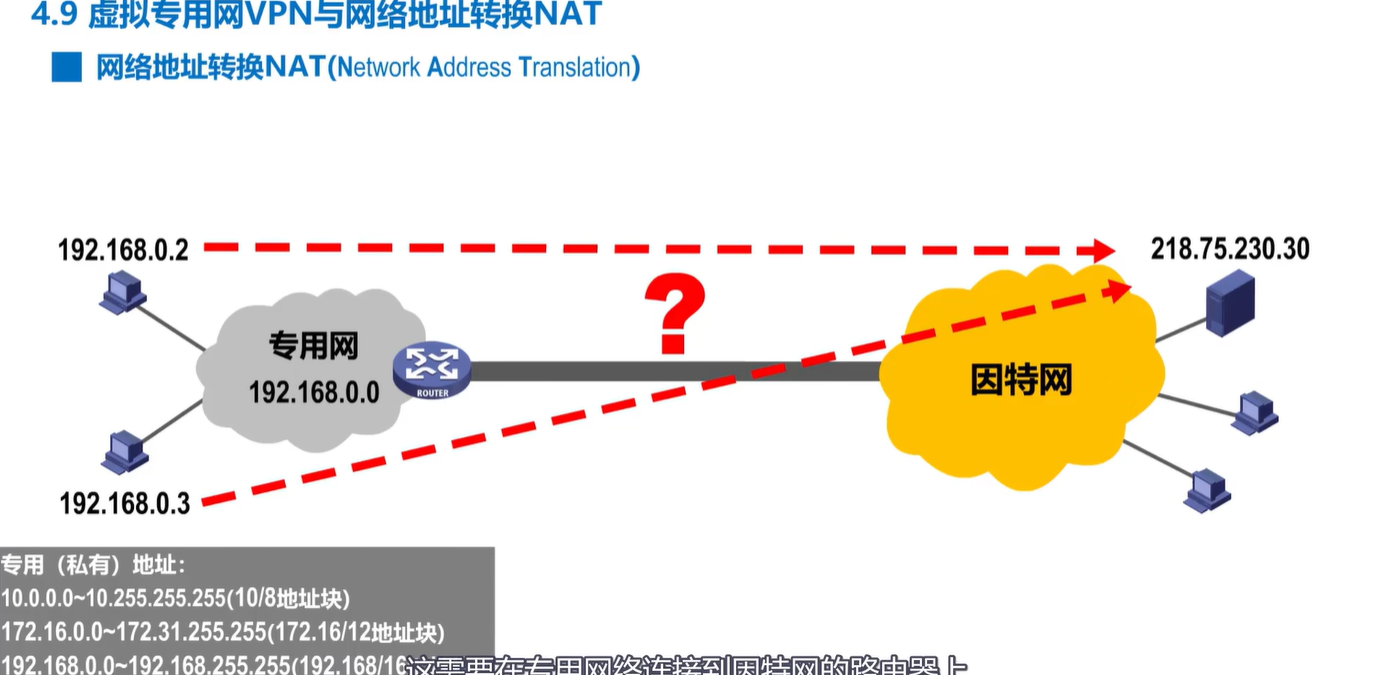 4.9 虚拟专用网VPN与网络地址转换NAT
网络地址转换NAT(Network Address Translation)
192.168.0.2
218.75.230.30
?
专用网
192.168.0.0
ROUTER
因特网
192.168.0.3
专用（私有）地址：
10.0.0.0~10.255.255.255(10/8地址块)
172.16.0.0~172.31.255.255(172.16/12地址块)
192.168.0.0~192.168.255.255(192.168/16
这需要在专用网络连接到因特网的路由器上